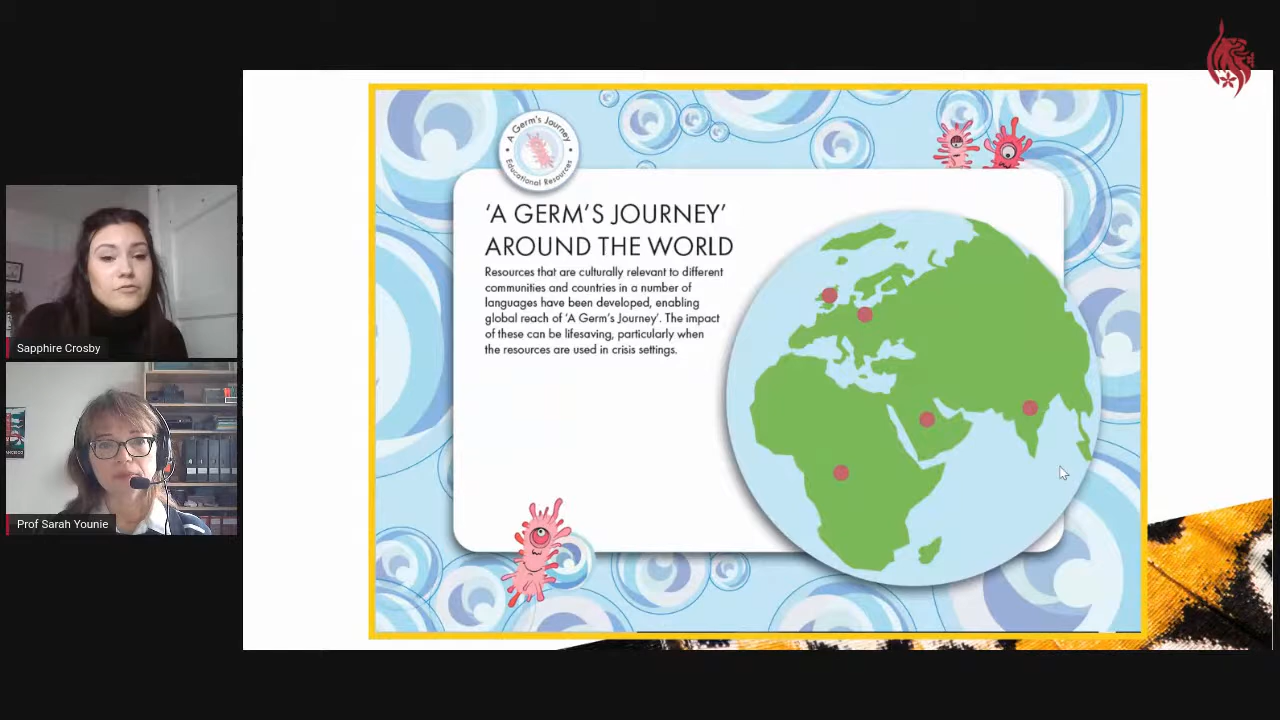 A Germ's Journey
Educational Resources
'A GERM'S JOURNEY'
AROUND THE WORLD
Resources that are culturally relevant to different
communities and countries in a number of
languages have been developed, enabling
global reach of 'A Germ's Journey'. The impact
of these can be lifesaving, particularly when
the resources are used in crisis settings.
Sapphire Crosby
Prof Sarah Younie